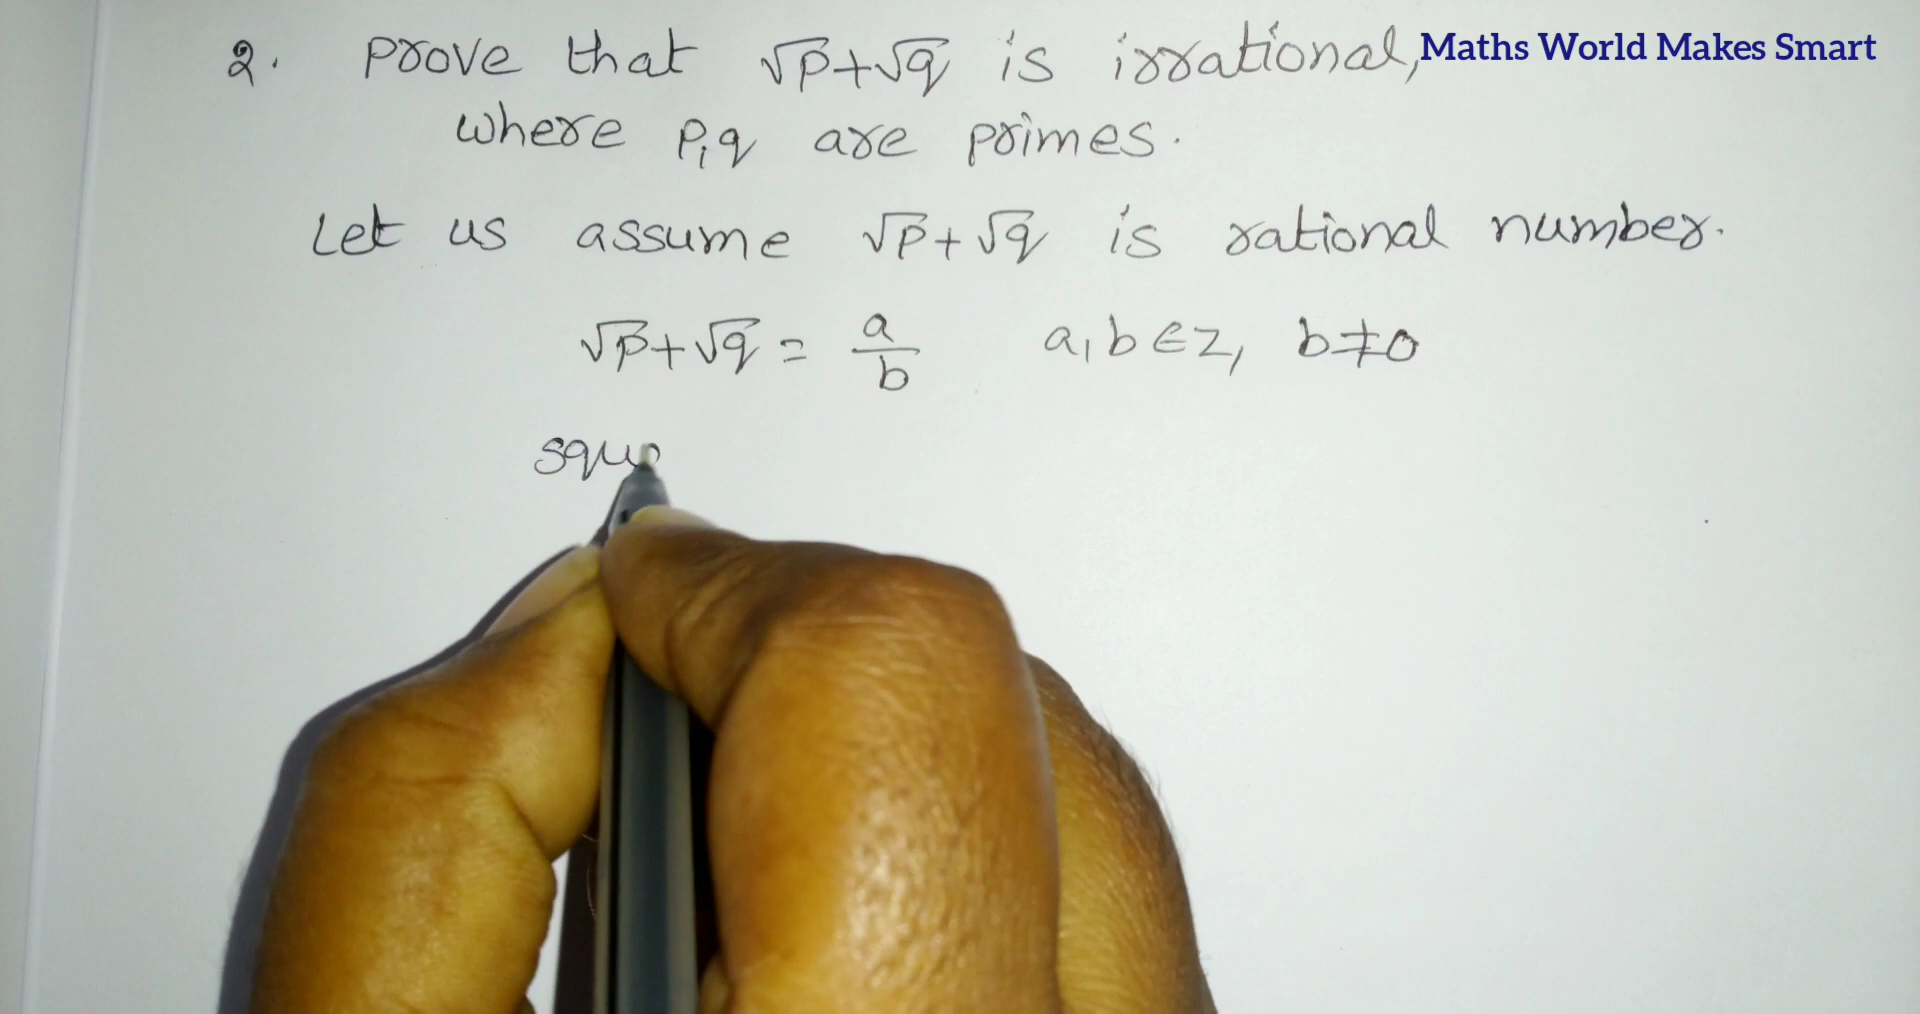 2. Prove that √p+√q is irrational, Maths World Makes Smart
where p,q are primes.
Let us assume √p+√q is rational number.
√p+√q = a/b a,b∈Z, b≠0
squa